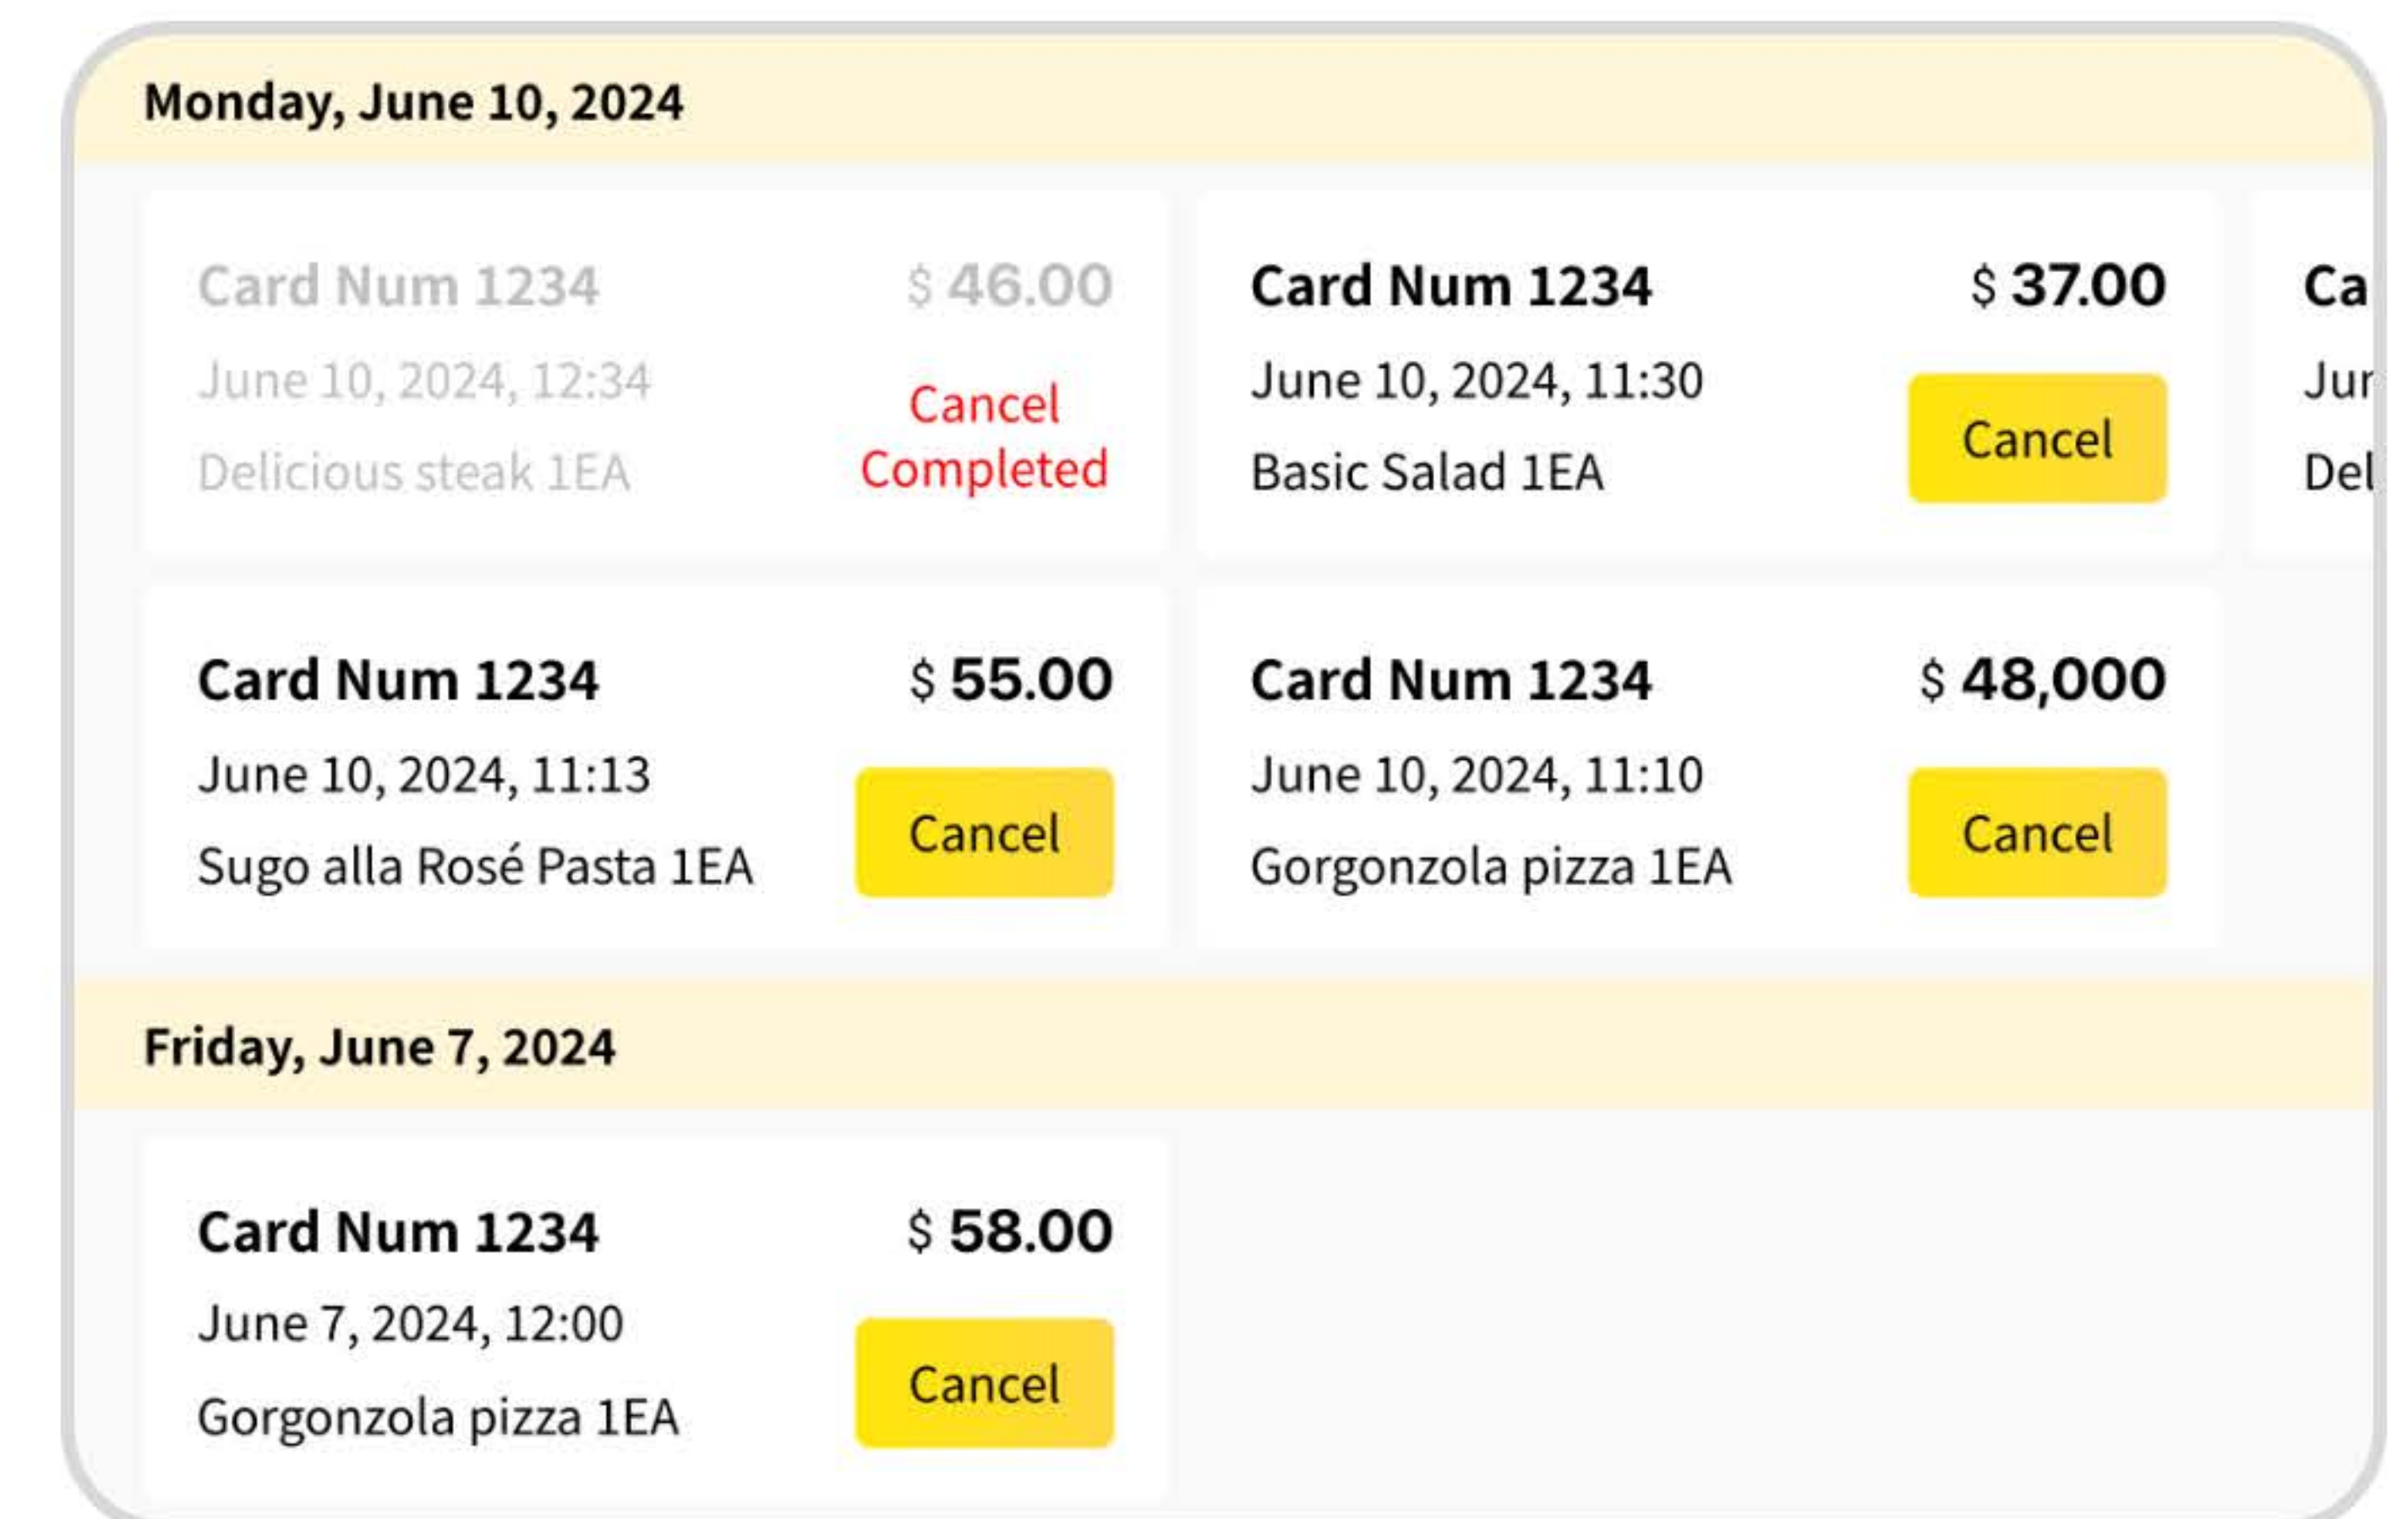 Monday, June 10, 2024
Card Num 1234
$ 46.00
June 10, 2024, 12:34
Cancel
Completed
Delicious steak 1EA
Card Num 1234
$ 37.00
June 10, 2024, 11:30
Cancel
Basic Salad 1EA
Ca
Jun
Del
Card Num 1234
$ 55.00
June 10, 2024, 11:13
Cancel
Sugo alla Rosé Pasta 1EA
Card Num 1234
$ 48,000
June 10, 2024, 11:10
Cancel
Gorgonzola pizza 1EA
Friday, June 7, 2024
Card Num 1234
$ 58.00
June 7, 2024, 12:00
Cancel
Gorgonzola pizza 1EA